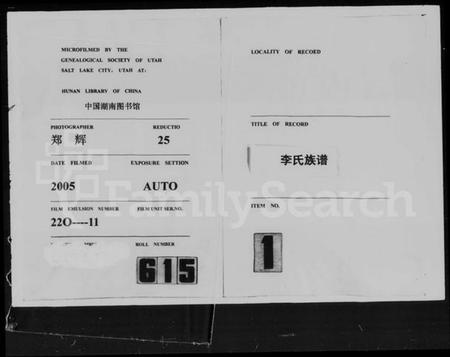 MICROFILMED BY THE
GENEALOGICAL SOCIETY OF UTAH
SALT LAKE CITY, UTAH AT:
HUNAN LIBRARY OF CHINA
中国湖南图书馆
PHOTOGRAPHER REDUCTIO
郑 辉 25
DATE FILMED EXPOSURE SETTION
2005 AUTO
FILM EMULSION NUMBER FILM UNIT SER.NO.
22O----11
ROLL NUMBER
615
LOCALITY OF RECOED
TITLE OF RECORD
李氏族谱
ITEM NO.
1
FamilySearch